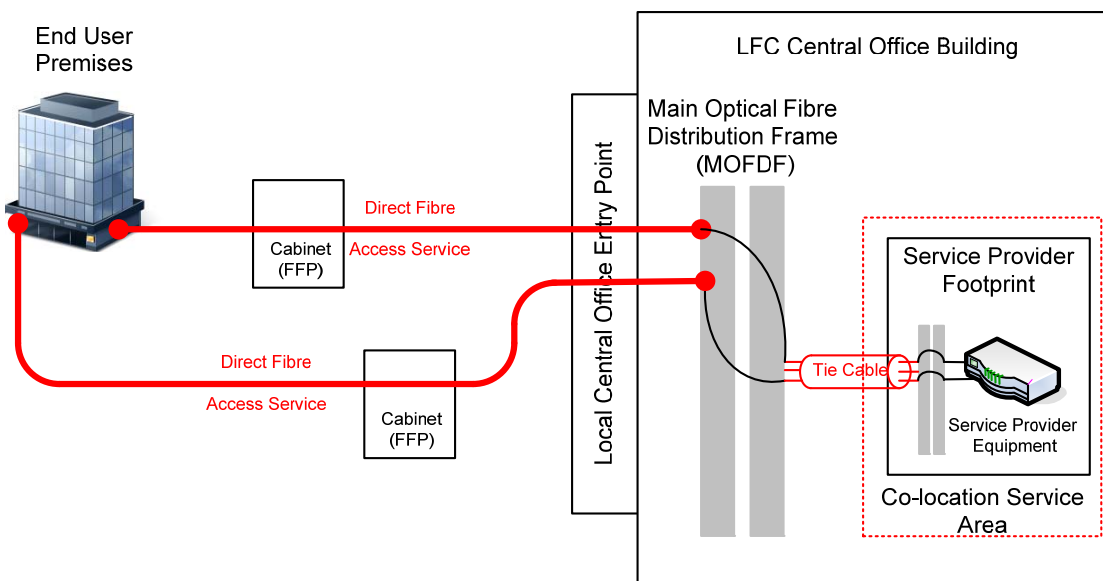 End User
Premises
LFC Central Office Building
Main Optical Fibre
Distribution Frame
(MOFDF)
Local Central Office Entry Point
Direct Fibre
Access Service
Cabinet
(FFP)
Direct Fibre
Access Service
Cabinet
(FFP)
Tie Cable
Service Provider
Footprint
Service Provider
Equipment
Co-location Service
Area